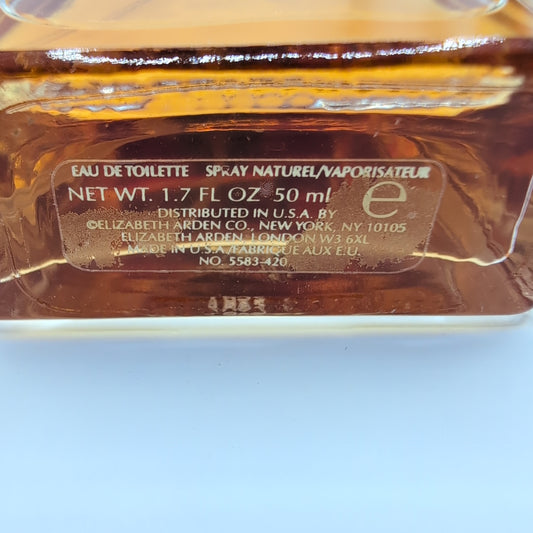 EAU DE TOILETTE SPRAY NATUREL/VAPORISATEUR
NET WT. 1.7 FL OZ 50 ml e
DISTRIBUTED IN U.S.A. BY
©ELIZABETH ARDEN CO., NEW YORK, NY 10105
ELIZABETH ARDEN, LONDON W3 6XL
MADE IN U.S.A./FABRIQUE AUX E.U.
NO. 5583-420